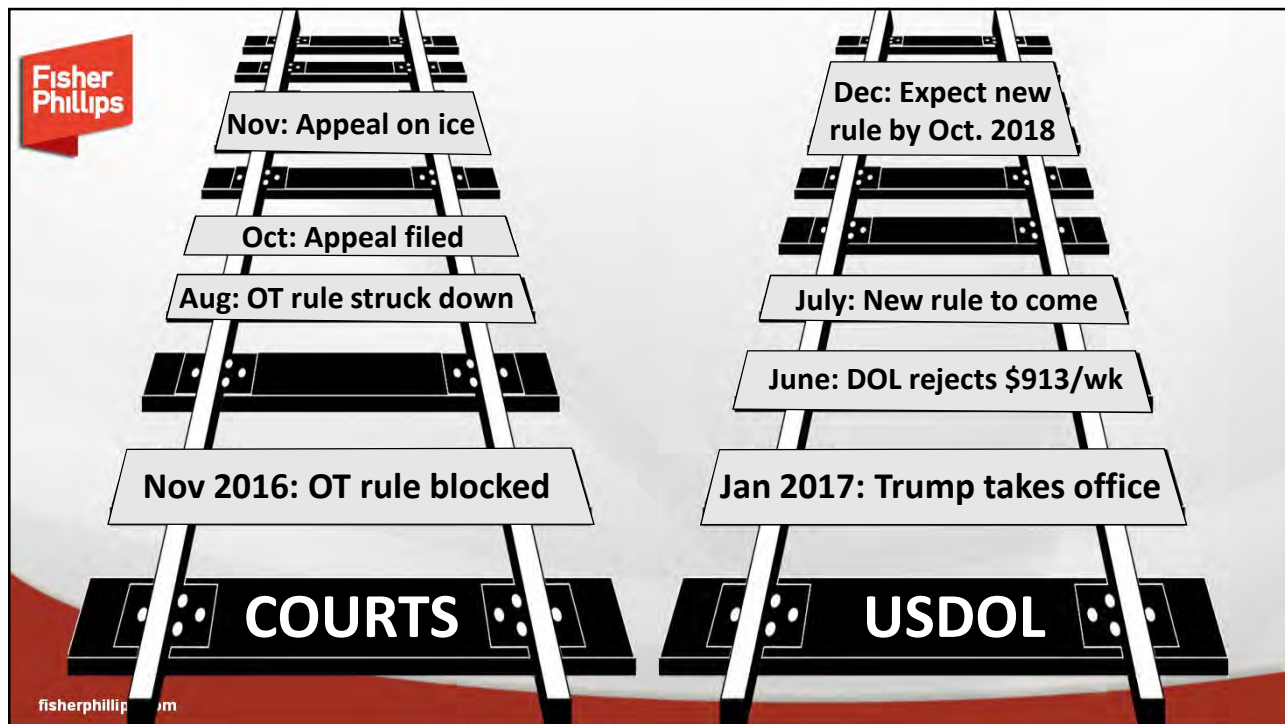 Fisher
Phillips
Nov: Appeal on ice
Oct: Appeal filed
Aug: OT rule struck down
Nov 2016: OT rule blocked
COURTS
Dec: Expect new
rule by Oct. 2018
July: New rule to come
June: DOL rejects $913/wk
Jan 2017: Trump takes office
USDOL